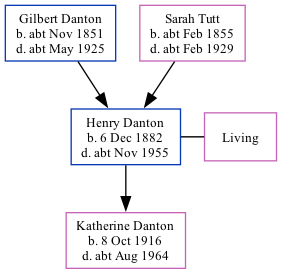 Gilbert Danton
b. abt Nov 1851
d. abt May 1925
Sarah Tutt
b. abt Feb 1855
d. abt Feb 1929
Henry Danton
b. 6 Dec 1882
d. abt Nov 1955
Living
Katherine Danton
b. 8 Oct 1916
d. abt Aug 1964